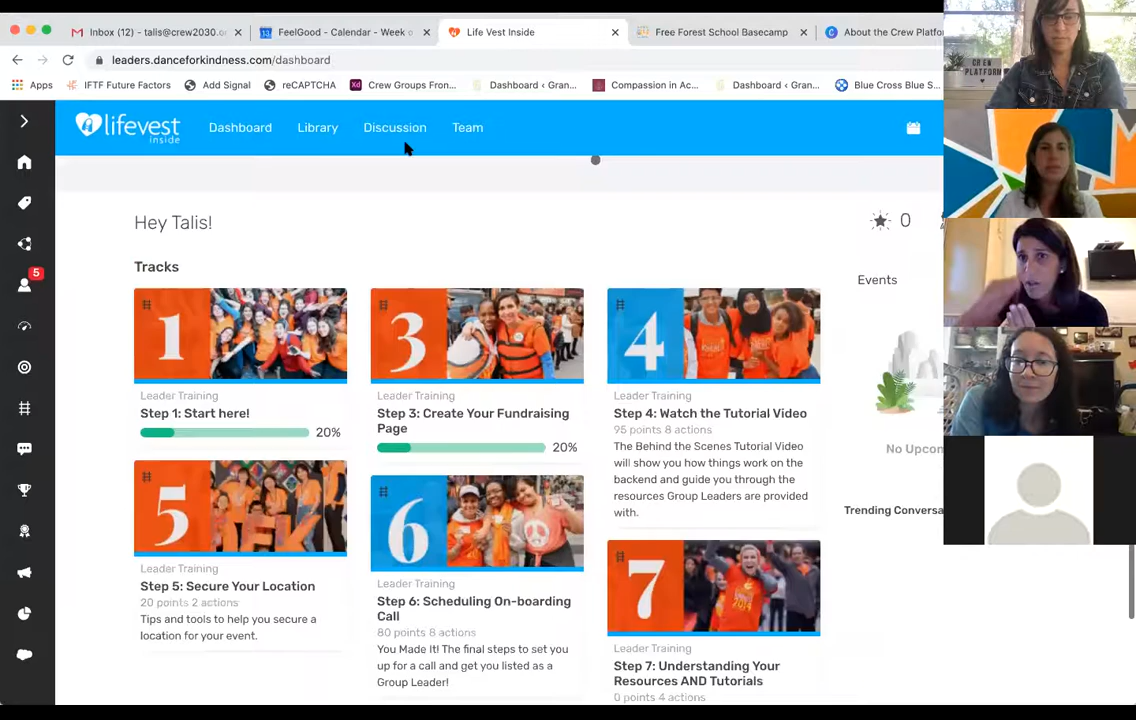 Inbox (12) - talis@crew2030.or
FeelGood - Calendar - Week o
Life Vest Inside
Free Forest School Basecamp
About the Crew Platfo
leaders.danceforkindness.com/dashboard
Apps
IFTF Future Factors
Add Signal
reCAPTCHA
Crew Groups Fron...
Dashboard ‹ Gran...
Compassion in Ac...
Dashboard ‹ Gran...
Blue Cross Blue S...
CREW
PLATFORM
lifevest
inside
Dashboard
Library
Discussion
Team
5
Hey Talis!
0
Tracks
Events
1
3
4
Leader Training
Step 1: Start here!
20%
Leader Training
Step 3: Create Your Fundraising
Page
20%
Leader Training
Step 4: Watch the Tutorial Video
95 points 8 actions
The Behind the Scenes Tutorial Video
will show you how things work on the
backend and guide you through the
resources Group Leaders are provided
with.
No Upcom
Trending Conversa
5
6
7
Leader Training
Step 5: Secure Your Location
20 points 2 actions
Tips and tools to help you secure a
location for your event.
Leader Training
Step 6: Scheduling On-boarding
Call
80 points 8 actions
You Made It! The final steps to set you
up for a call and get you listed as a
Group Leader!
Leader Training
Step 7: Understanding Your
Resources AND Tutorials
0 points 4 actions